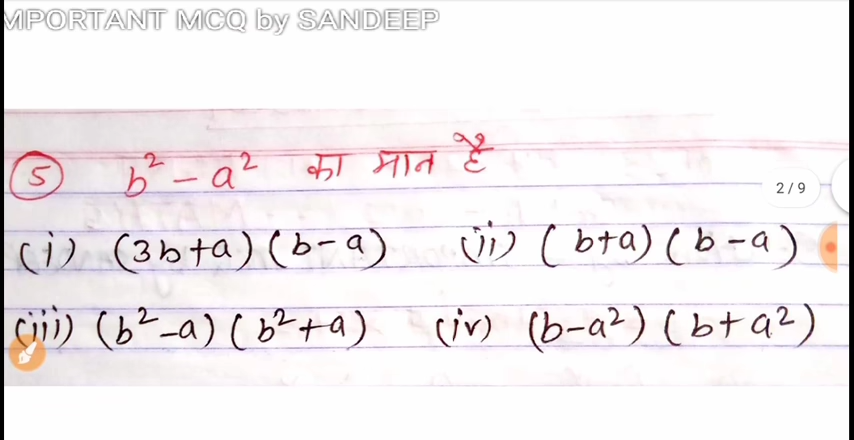 MPORTANT MCQ by SANDEEP
5 b² - a² का मान है
2/9
(i) (3b+a)(b-a) (ii) (b+a)(b-a)
(iii) (b²-a)(b²+a) (iv) (b-a²)(b+a²)